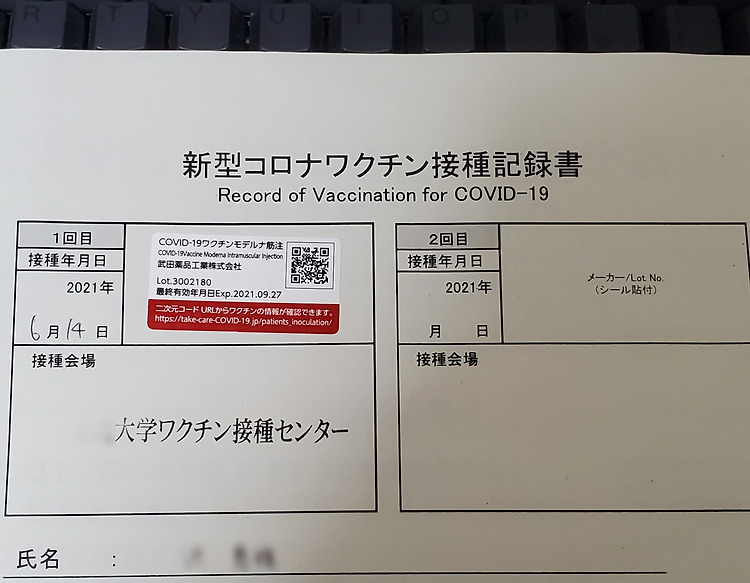 R T Y U I O P
新型コロナワクチン接種記録書
Record of Vaccination for COVID-19
1回目
接種年月日
2021年
6月14日
COVID-19ワクチンモデルナ筋注
COVID-19Vaccine Moderna Intramuscular Injection
武田薬品工業株式会社
Lot.3002180
最終有効年月日Exp.2021.09.27
二次元コード URLからワクチンの情報が確認できます。
https://take-care-COVID-19.jp/patients_inoculation/
接種会場
大学ワクチン接種センター
2回目
接種年月日
2021年
月 日
メーカー/Lot No.
(シール貼付)
接種会場
氏名 :